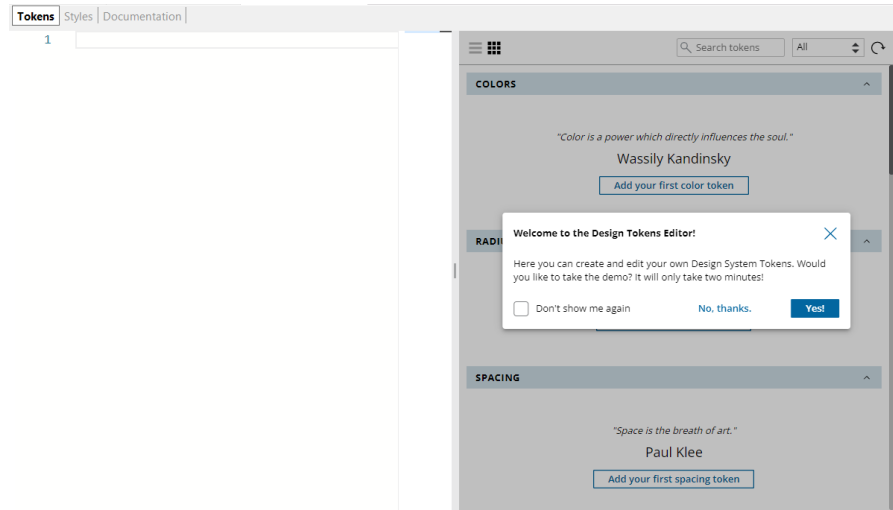 Tokens Styles Documentation
1
Search tokens All
COLORS
"Color is a power which directly influences the soul."
Wassily Kandinsky
Add your first color token
RADI
Welcome to the Design Tokens Editor!
Here you can create and edit your own Design System Tokens. Would
you like to take the demo? It will only take two minutes!
Don't show me again No, thanks. Yes!
SPACING
"Space is the breath of art."
Paul Klee
Add your first spacing token